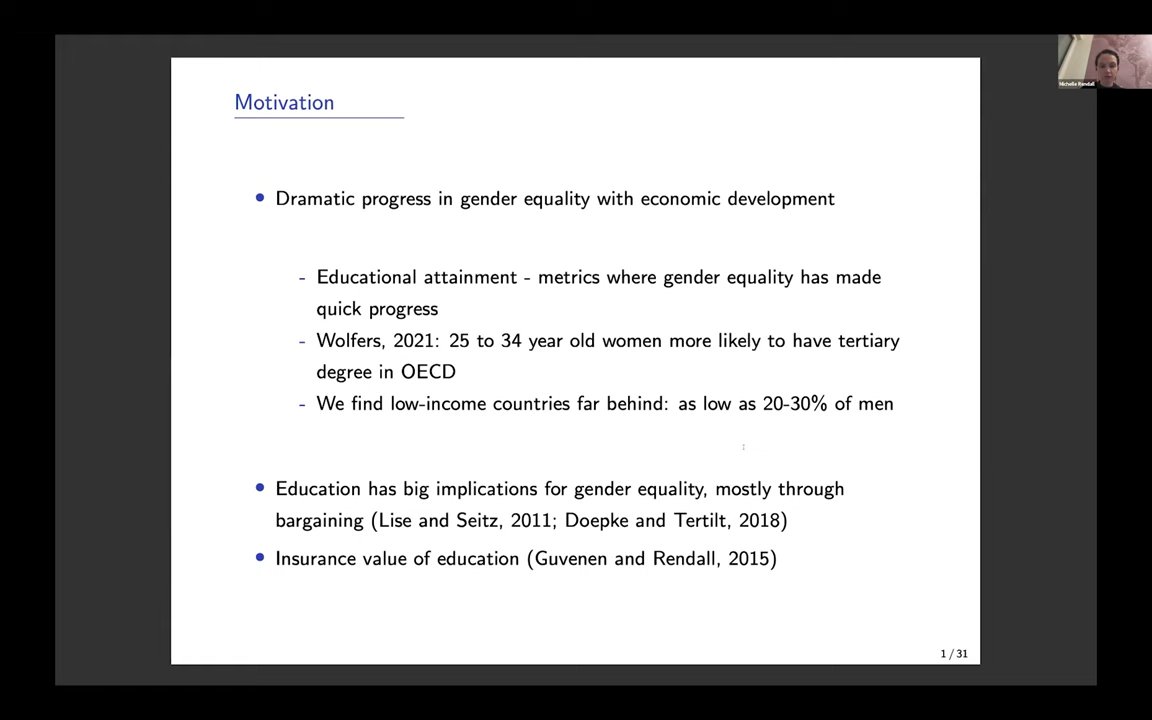 Michelle Rendall
Motivation
• Dramatic progress in gender equality with economic development
- Educational attainment - metrics where gender equality has made
quick progress
- Wolfers, 2021: 25 to 34 year old women more likely to have tertiary
degree in OECD
- We find low-income countries far behind: as low as 20-30% of men
• Education has big implications for gender equality, mostly through
bargaining (Lise and Seitz, 2011; Doepke and Tertilt, 2018)
• Insurance value of education (Guvenen and Rendall, 2015)
1 / 31